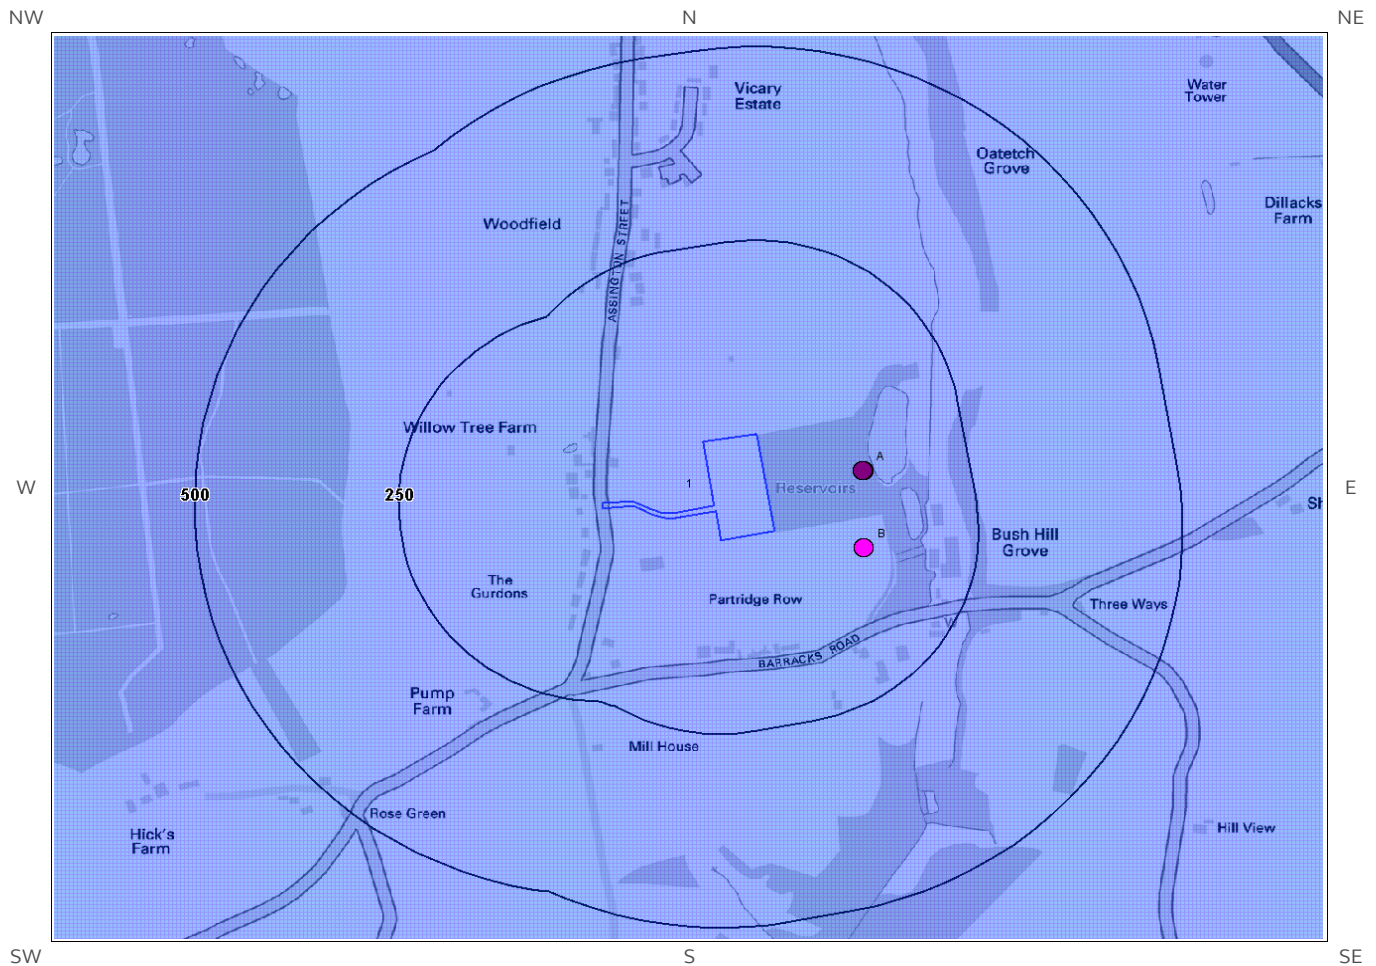 NW
N
NE
Vicary
Estate
Water
Tower
Oatetch
Grove
Dillacks
Farm
Woodfield
ASSINGTON STREET
Willow Tree Farm
A
W
500
250
1
Reservoirs
E
Sh
B
Bush Hill
Grove
The
Gurdons
Partridge Row
Three Ways
W
BARRACKS ROAD
Pump
Farm
Mill House
Rose Green
Hick's
Farm
Hill View
SW
S
SE